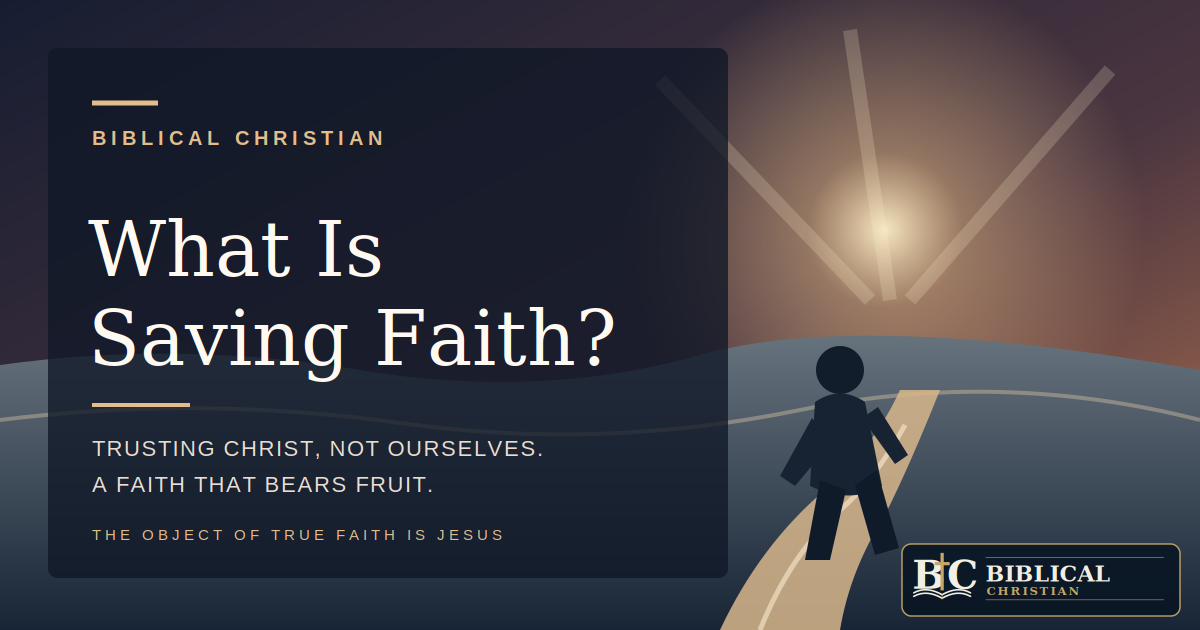 BIBLICAL CHRISTIAN
What Is
Saving Faith?
TRUSTING CHRIST, NOT OURSELVES.
A FAITH THAT BEARS FRUIT.
THE OBJECT OF TRUE FAITH IS JESUS
BC
BIBLICAL
CHRISTIAN